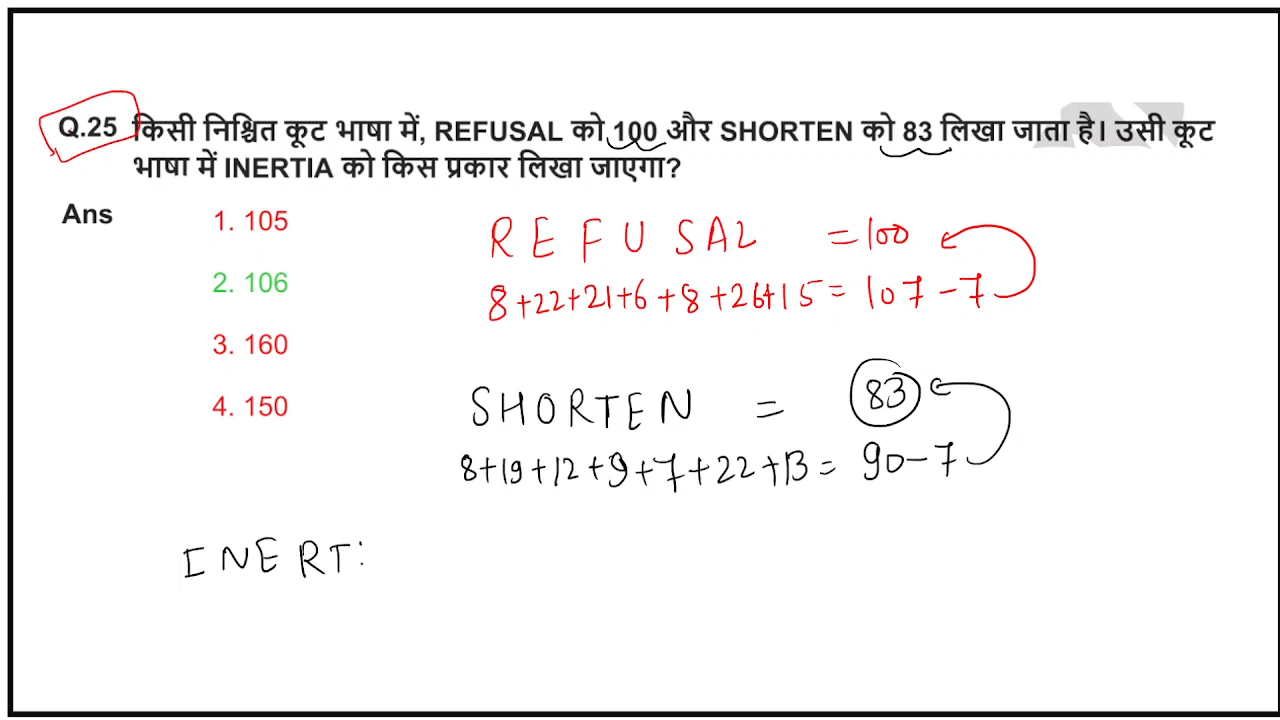 Q.25 किसी निश्चित कूट भाषा में, REFUSAL को 100 और SHORTEN को 83 लिखा जाता है। उसी कूट
भाषा में INERTIA को किस प्रकार लिखा जाएगा?
Ans
1. 105
2. 106
3. 160
4. 150
R E F U S A L = 100
8+22+21+6+8+26+15 = 107-7
SHORTEN = 83
8+19+12+9+7+22+13 = 90-7
INERT